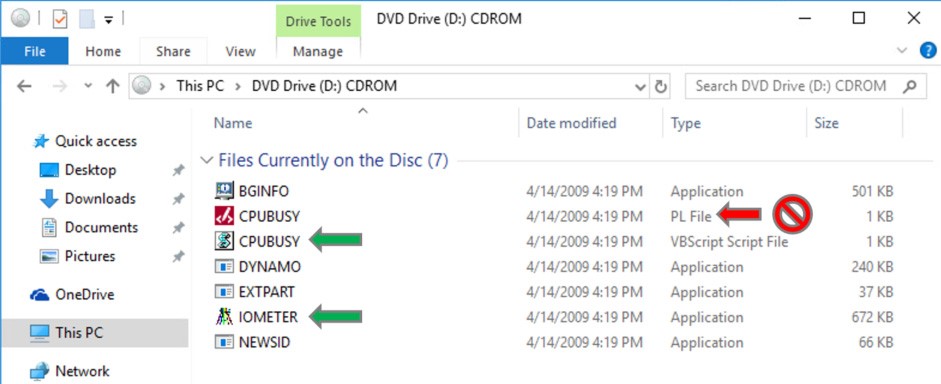 Drive Tools DVD Drive (D:) CDROM
File Home Share View Manage
This PC DVD Drive (D:) CDROM Search DVD Drive (D:) CDROM
Name Date modified Type Size
Quick access
Desktop
Downloads
Documents
Pictures
OneDrive
This PC
Network
Files Currently on the Disc (7)
BGINFO 4/14/2009 4:19 PM Application 501 KB
CPUBUSY 4/14/2009 4:19 PM PL File 1 KB
CPUBUSY 4/14/2009 4:19 PM VBScript Script File 1 KB
DYNAMO 4/14/2009 4:19 PM Application 240 KB
EXTPART 4/14/2009 4:19 PM Application 37 KB
IOMETER 4/14/2009 4:19 PM Application 672 KB
NEWSID 4/14/2009 4:19 PM Application 66 KB